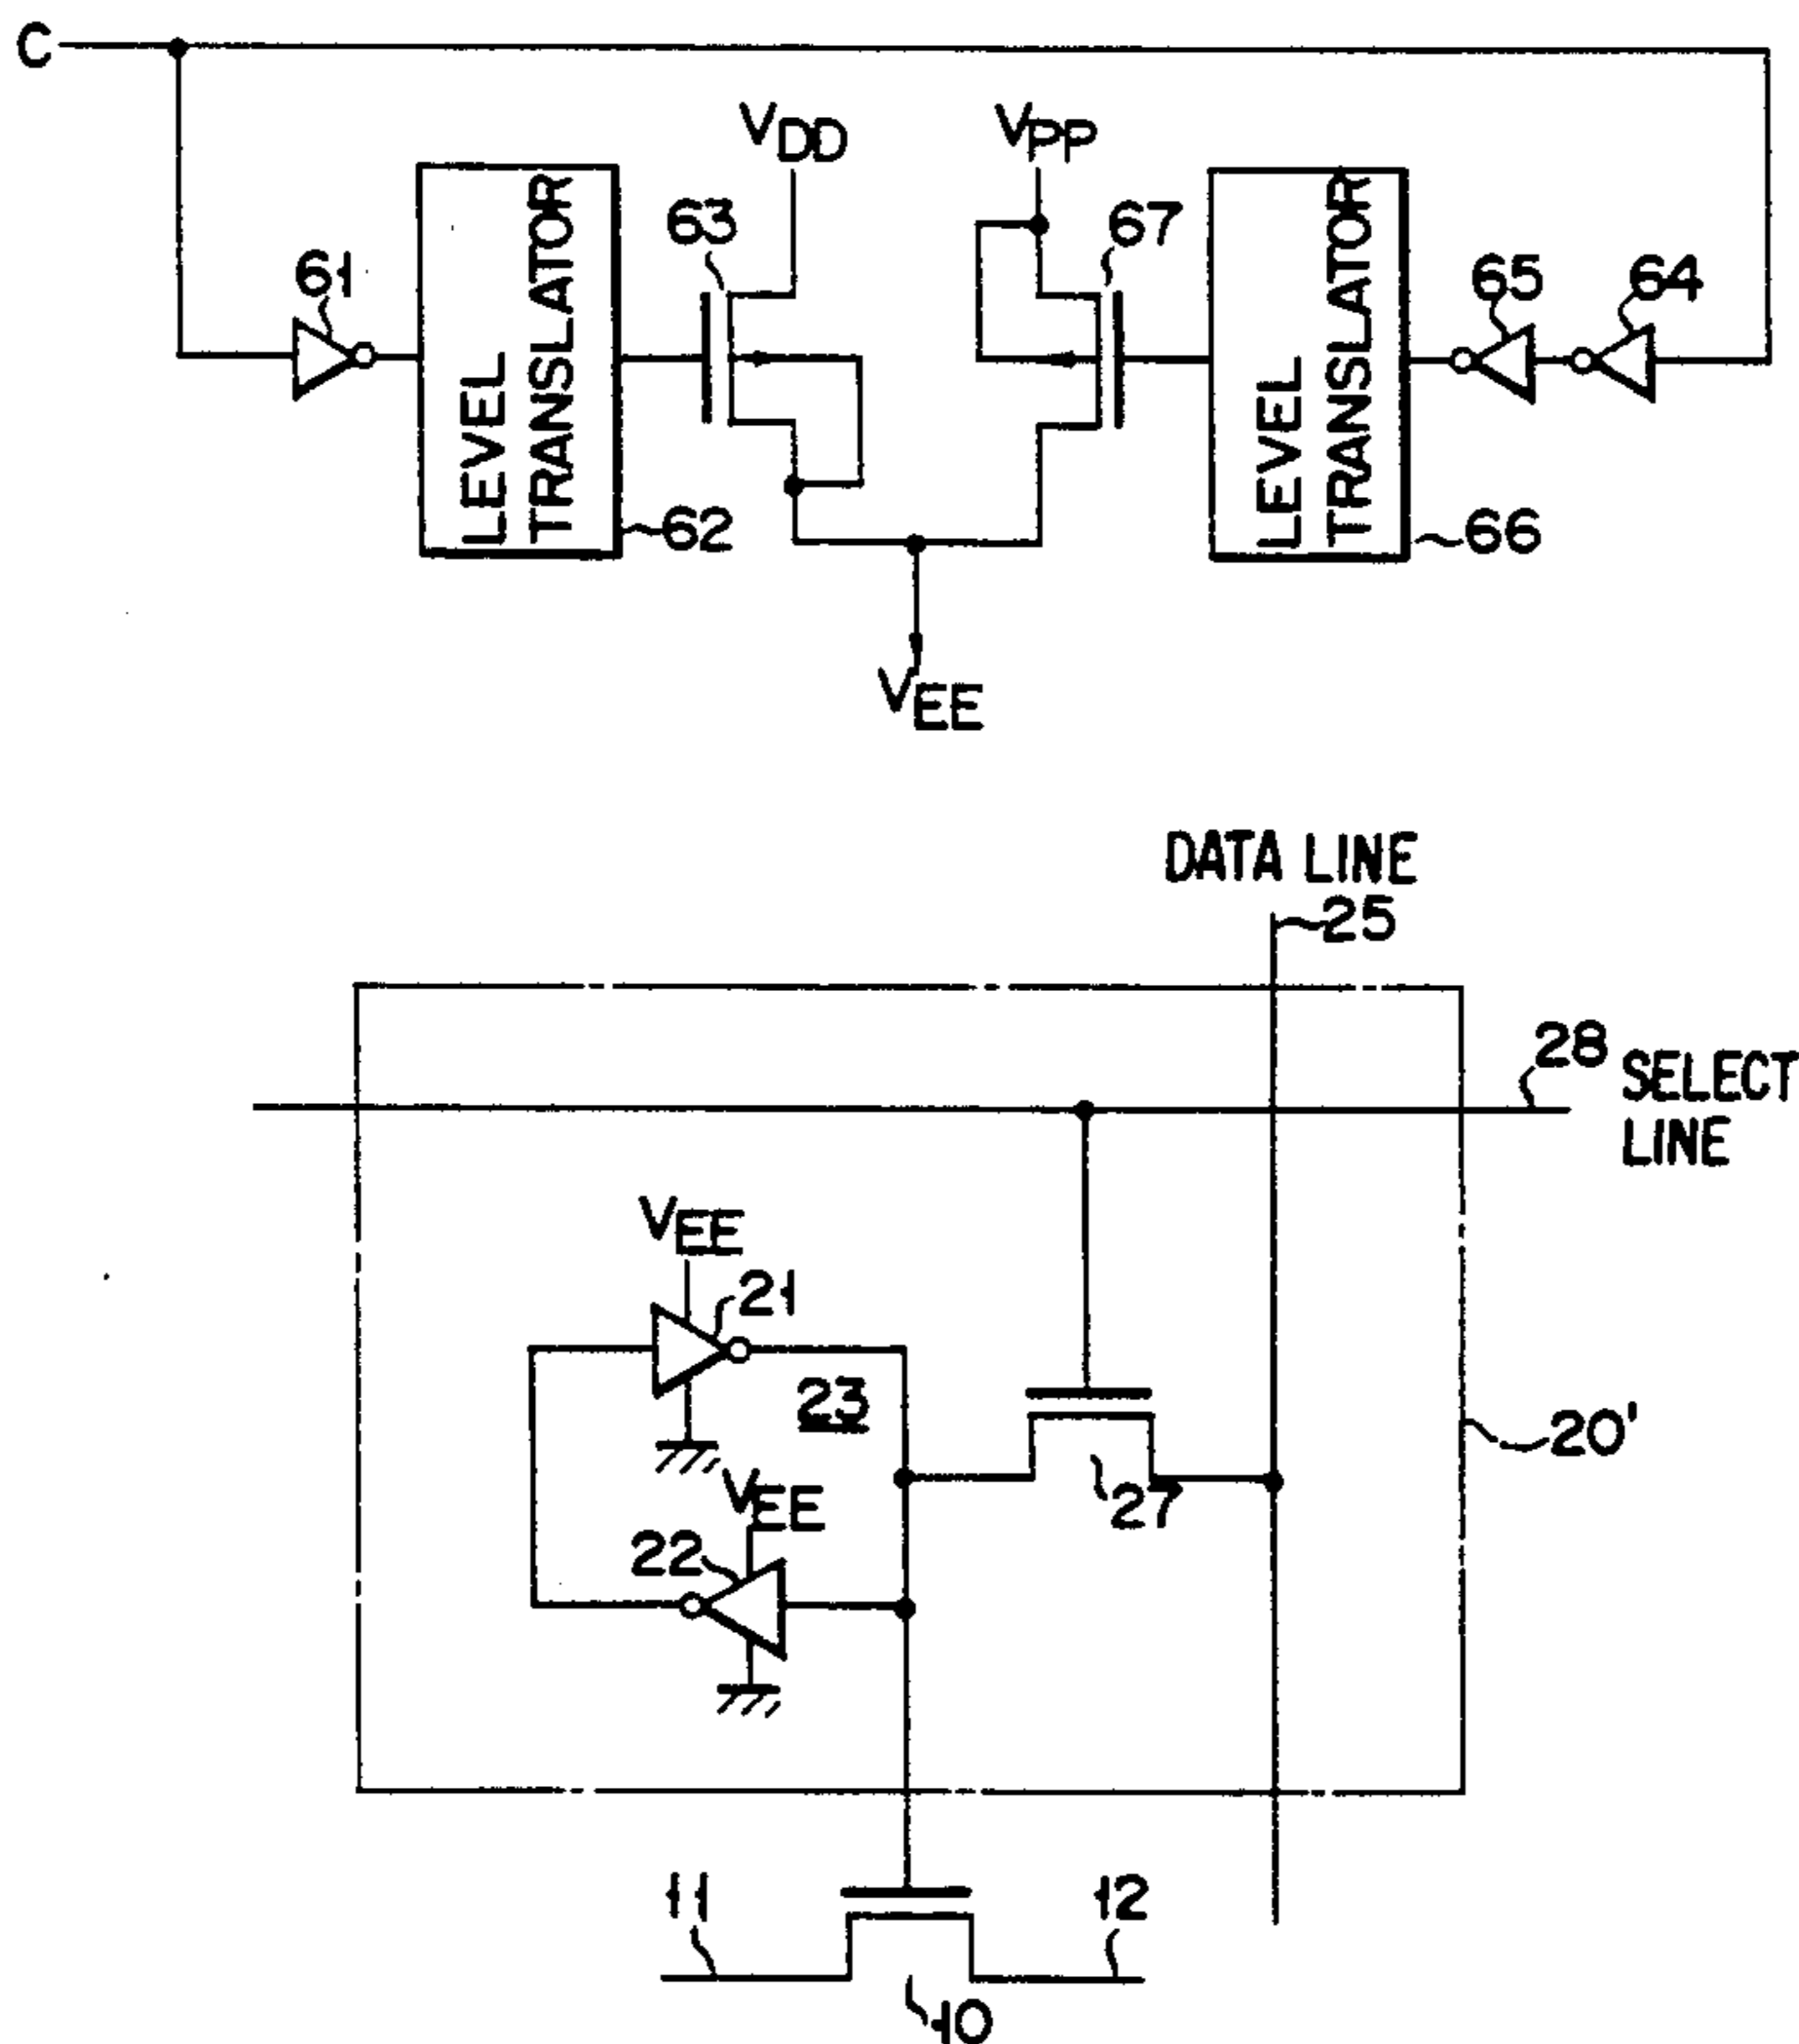 C
VDD
VPP
61
LEVEL
TRANSLATOR
62
63
67
LEVEL
TRANSLATOR
66
65
64
VEE
DATA LINE
25
28
SELECT
LINE
VEE
21
23
VEE
22
27
20'
11
12
10